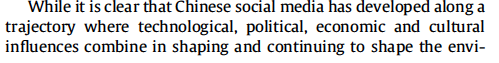 While it is clear that Chinese social media has developed along a
trajectory where technological, political, economic and cultural
influences combine in shaping and continuing to shape the envi-